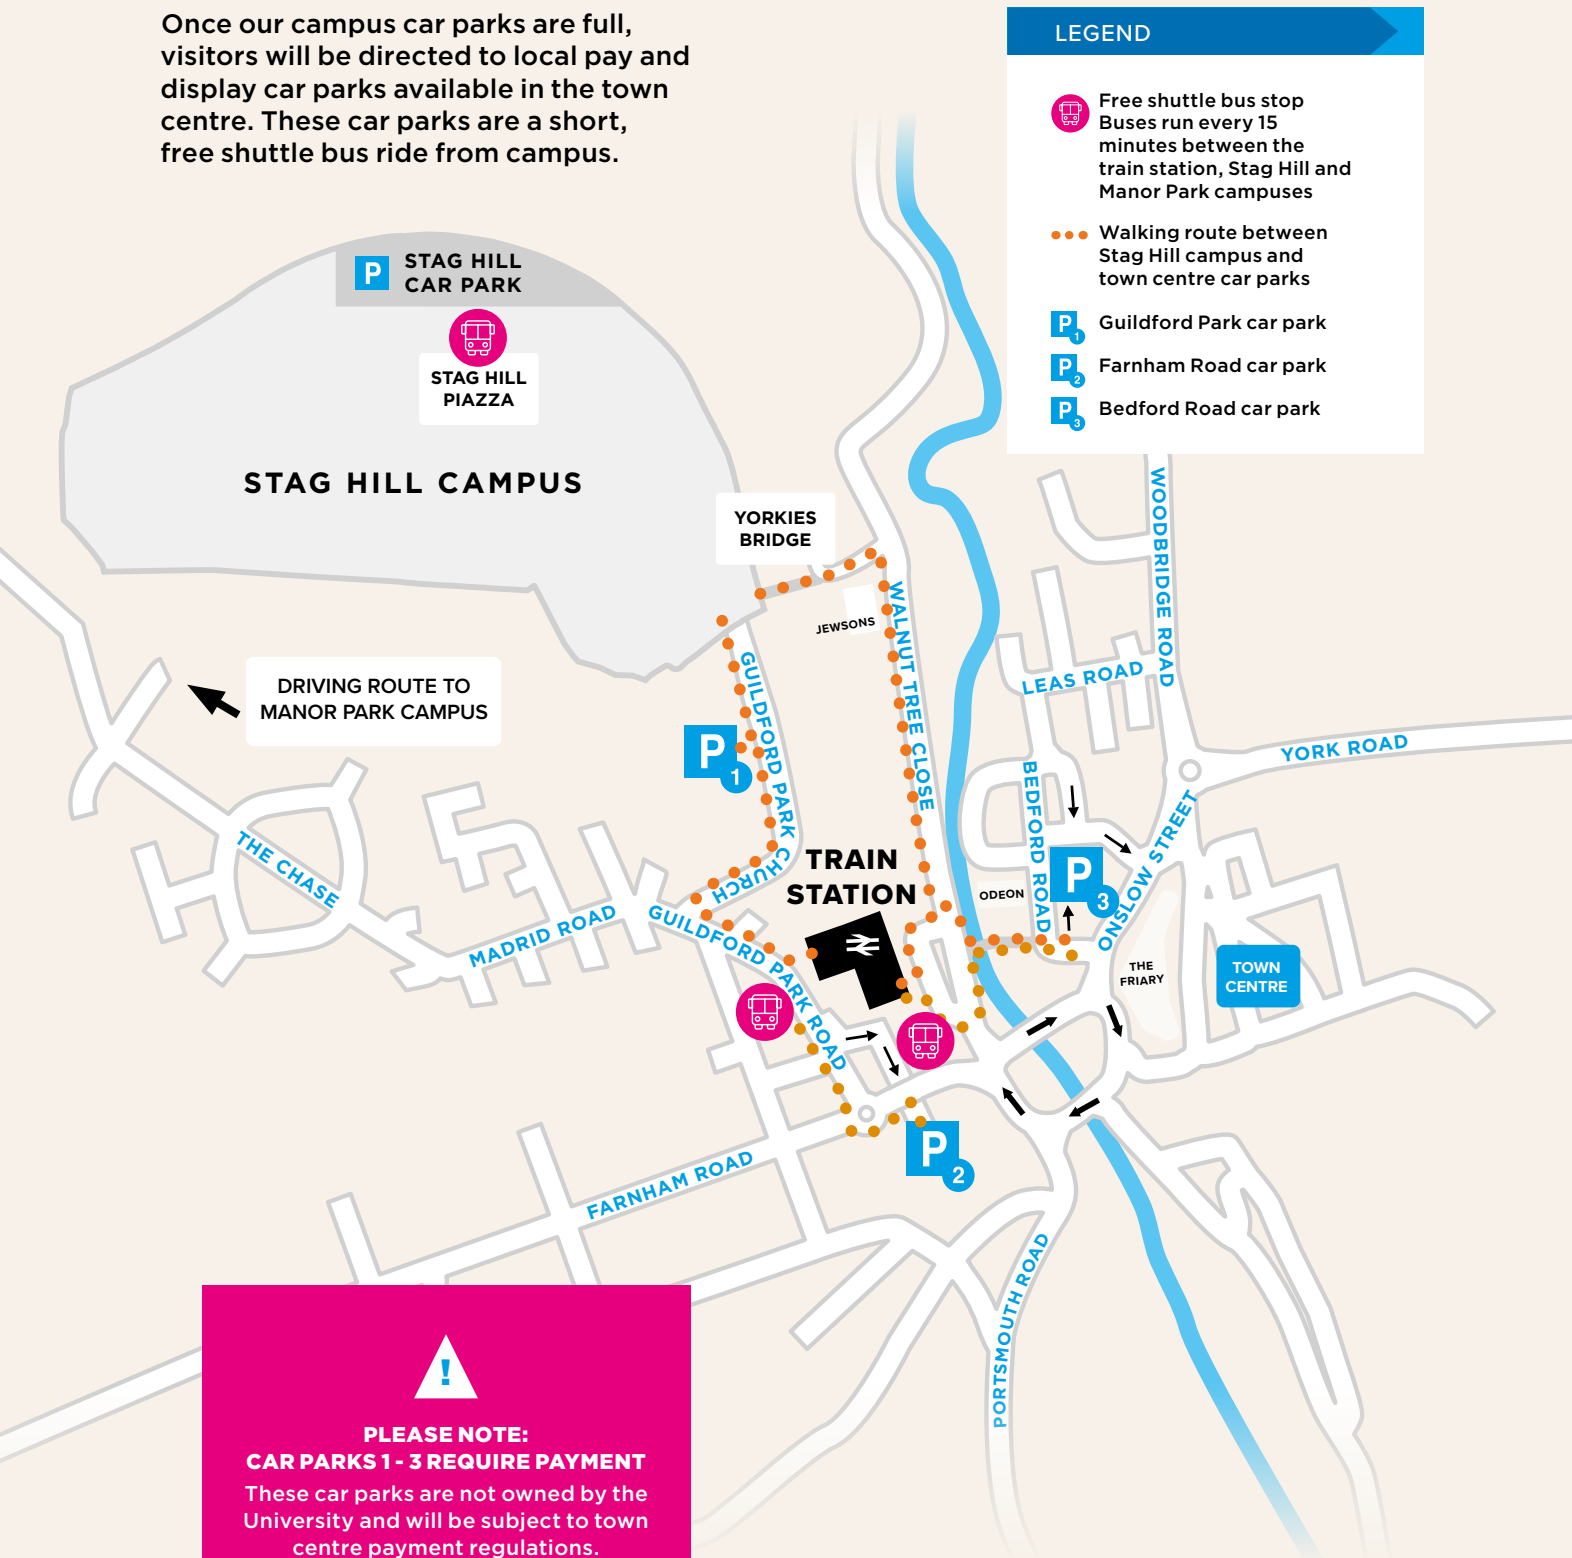 Once our campus car parks are full,
visitors will be directed to local pay and
display car parks available in the town
centre. These car parks are a short,
free shuttle bus ride from campus.
LEGEND
Free shuttle bus stop
Buses run every 15
minutes between the
train station, Stag Hill and
Manor Park campuses
Walking route between
Stag Hill campus and
town centre car parks
P1 Guildford Park car park
P2 Farnham Road car park
P3 Bedford Road car park
P
STAG HILL
CAR PARK
STAG HILL
PIAZZA
STAG HILL CAMPUS
YORKIES
BRIDGE
JEWSONS
WALNUT TREE CLOSE
WOODBRIDGE ROAD
LEAS ROAD
YORK ROAD
DRIVING ROUTE TO
MANOR PARK CAMPUS
GUILDFORD PARK
CHURCH
P
1
BEDFORD ROAD
ONSLOW STREET
THE CHASE
MADRID ROAD
GUILDFORD PARK ROAD
TRAIN
STATION
ODEON
P
3
THE
FRIARY
TOWN
CENTRE
P
2
FARNHAM ROAD
PORTSMOUTH ROAD
!
PLEASE NOTE:
CAR PARKS 1 - 3 REQUIRE PAYMENT
These car parks are not owned by the
University and will be subject to town
centre payment regulations.